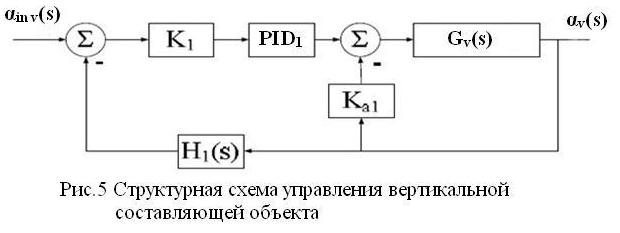 αin v(s)
αv(s)
Σ
K1
PID1
Σ
Gv(s)
-
-
Ka1
H1(s)
Рис.5 Структурная схема управления вертикальной
составляющей объекта